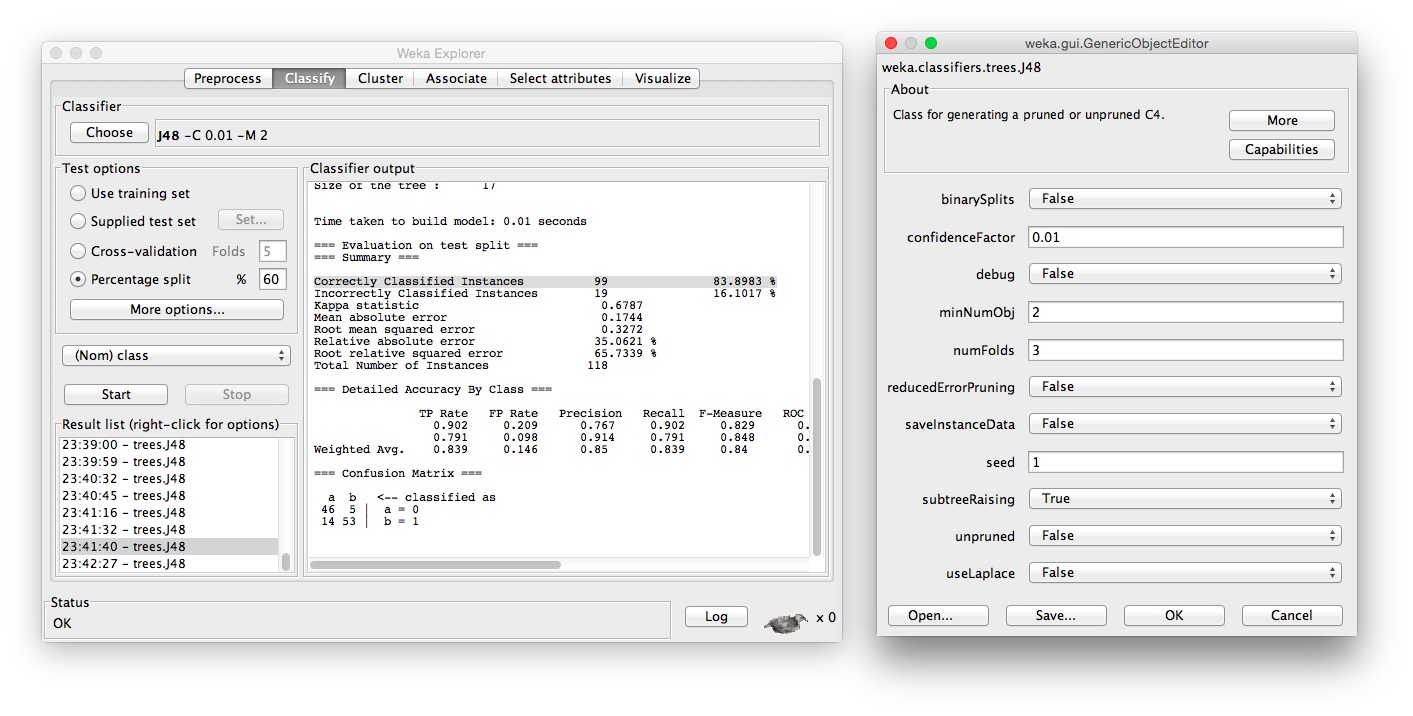 Weka Explorer
Preprocess Classify Cluster Associate Select attributes Visualize
Classifier
Choose J48 -C 0.01 -M 2
Test options
Use training set
Supplied test set Set...
Cross-validation Folds 5
Percentage split % 60
More options...
(Nom) class
Start Stop
Result list (right-click for options)
23:39:00 - trees.J48
23:39:59 - trees.J48
23:40:32 - trees.J48
23:40:45 - trees.J48
23:41:16 - trees.J48
23:41:32 - trees.J48
23:41:40 - trees.J48
23:42:27 - trees.J48
Classifier output
Size of the tree : 17
Time taken to build model: 0.01 seconds
=== Evaluation on test split ===
=== Summary ===
Correctly Classified Instances 99 83.8983 %
Incorrectly Classified Instances 19 16.1017 %
Kappa statistic 0.6787
Mean absolute error 0.1744
Root mean squared error 0.3272
Relative absolute error 35.0621 %
Root relative squared error 65.7339 %
Total Number of Instances 118
=== Detailed Accuracy By Class ===
TP Rate FP Rate Precision Recall F-Measure ROC
0.902 0.209 0.767 0.902 0.829 0.
0.791 0.098 0.914 0.791 0.848 0.
Weighted Avg. 0.839 0.146 0.85 0.839 0.84 0.
=== Confusion Matrix ===
a b <-- classified as
46 5 | a = 0
14 53 | b = 1
Status
OK
Log x 0
weka.gui.GenericObjectEditor
weka.classifiers.trees.J48
About
Class for generating a pruned or unpruned C4.
More
Capabilities
binarySplits False
confidenceFactor 0.01
debug False
minNumObj 2
numFolds 3
reducedErrorPruning False
saveInstanceData False
seed 1
subtreeRaising True
unpruned False
useLaplace False
Open... Save... OK Cancel